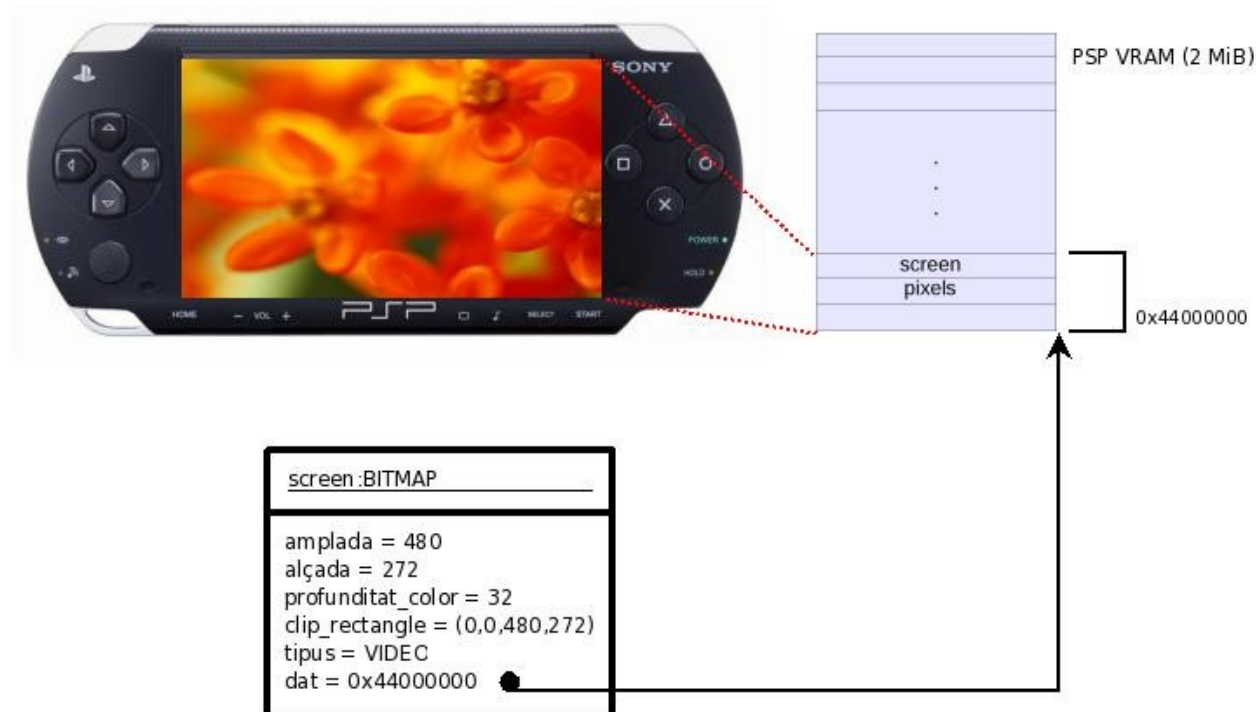 SONY
PSP VRAM (2 MiB)
POWER
HOLD
HOME
VOL
PSP
SELECT
START
screen
pixels
0x44000000
screen:BITMAP
amplada = 480
alçada = 272
profunditat_color = 32
clip_rectangle = (0,0,480,272)
tipus = VIDEO
dat = 0x44000000